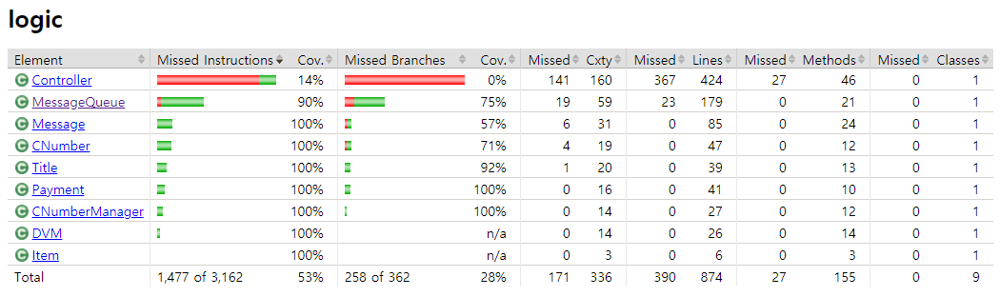 logic
Element Missed Instructions Cov. Missed Branches Cov. Missed Cxty Missed Lines Missed Methods Missed Classes
Controller 14% 0% 141 160 367 424 27 46 0 1
MessageQueue 90% 75% 19 59 23 179 0 21 0 1
Message 100% 57% 6 31 0 85 0 24 0 1
CNumber 100% 71% 4 19 0 47 0 12 0 1
Title 100% 92% 1 20 0 39 0 13 0 1
Payment 100% 100% 0 16 0 41 0 10 0 1
CNumberManager 100% 100% 0 14 0 27 0 12 0 1
DVM 100% n/a 0 14 0 26 0 14 0 1
Item 100% n/a 0 3 0 6 0 3 0 1
Total 1,477 of 3,162 53% 258 of 362 28% 171 336 390 874 27 155 0 9